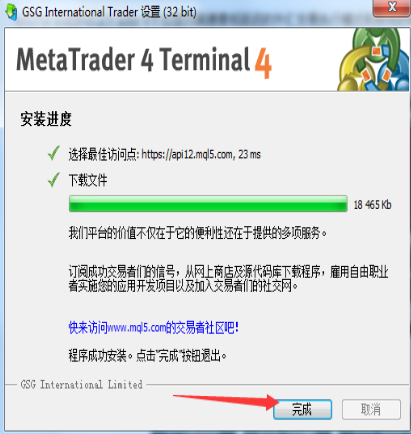 GSG International Trader 设置 (32 bit)
MetaTrader 4 Terminal 4
安装进度
选择最佳访问点: https://api12.mql5.com, 23 ms
下载文件
18 465 Kb
我们平台的价值不仅在于它的便利性还在于提供的多项服务。
订阅成功交易者们的信号，从网上商店及源代码库下载程序，雇用自由职业
者实施您的应用开发项目以及加入交易者们的社交网。
快来访问www.mql5.com的交易者社区吧!
程序成功安装。点击"完成"按钮退出。
GSG International Limited
完成
取消